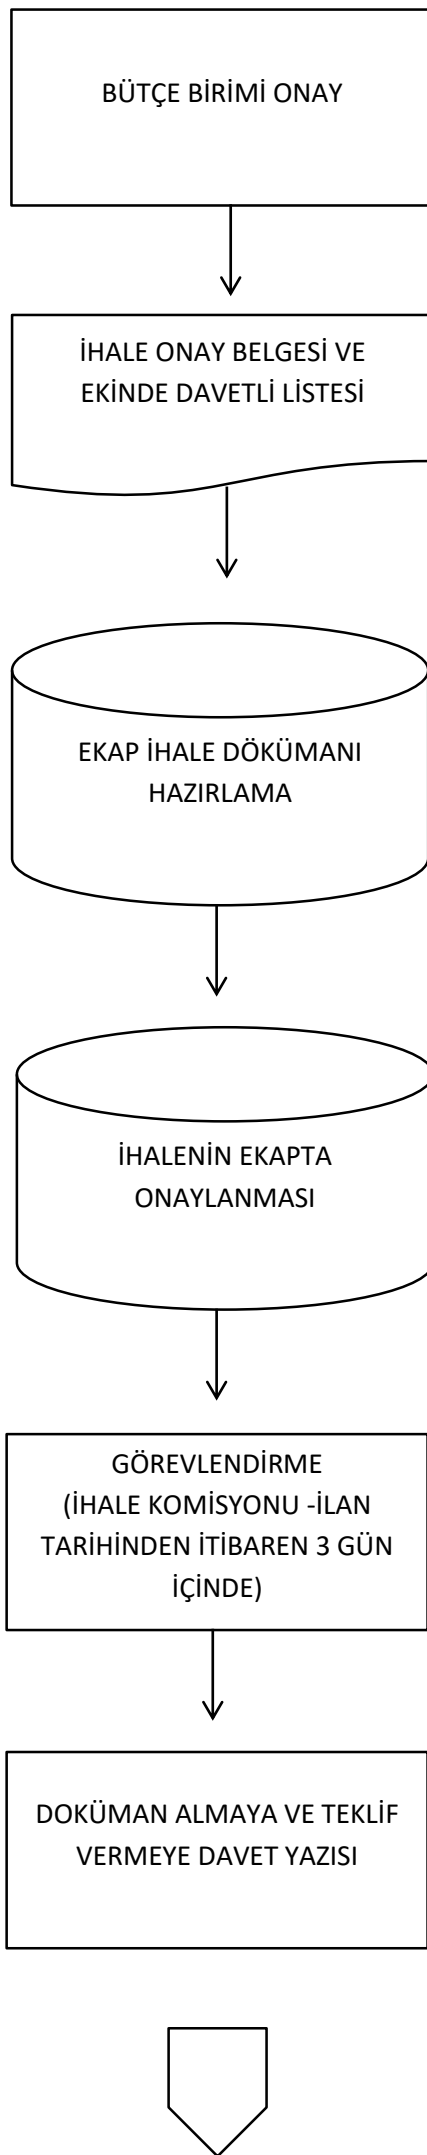 BÜTÇE BİRİMİ ONAY
İHALE ONAY BELGESİ VE
EKİNDE DAVETLİ LİSTESİ
EKAP İHALE DÖKÜMANI
HAZIRLAMA
İHALENİN EKAPTA
ONAYLANMASI
GÖREVLENDİRME
(İHALE KOMİSYONU -İLAN
TARİHİNDEN İTİBAREN 3 GÜN
İÇİNDE)
DOKÜMAN ALMAYA VE TEKLİF
VERMEYE DAVET YAZISI